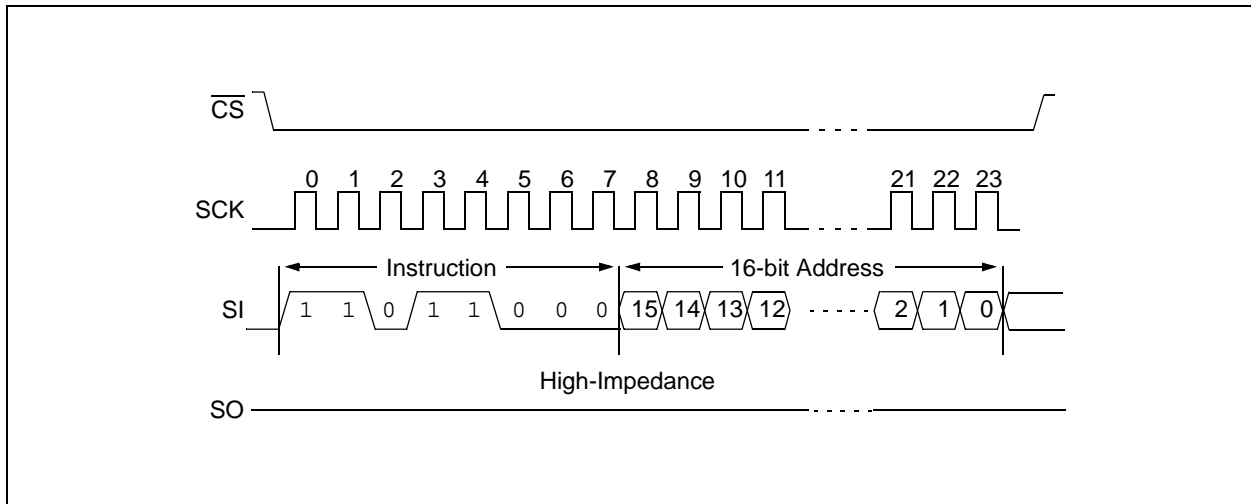 CS
0 1 2 3 4 5 6 7 8 9 10 11 21 22 23
SCK
Instruction 16-bit Address
SI 1 1 0 1 1 0 0 0 15 14 13 12 2 1 0
High-Impedance
SO